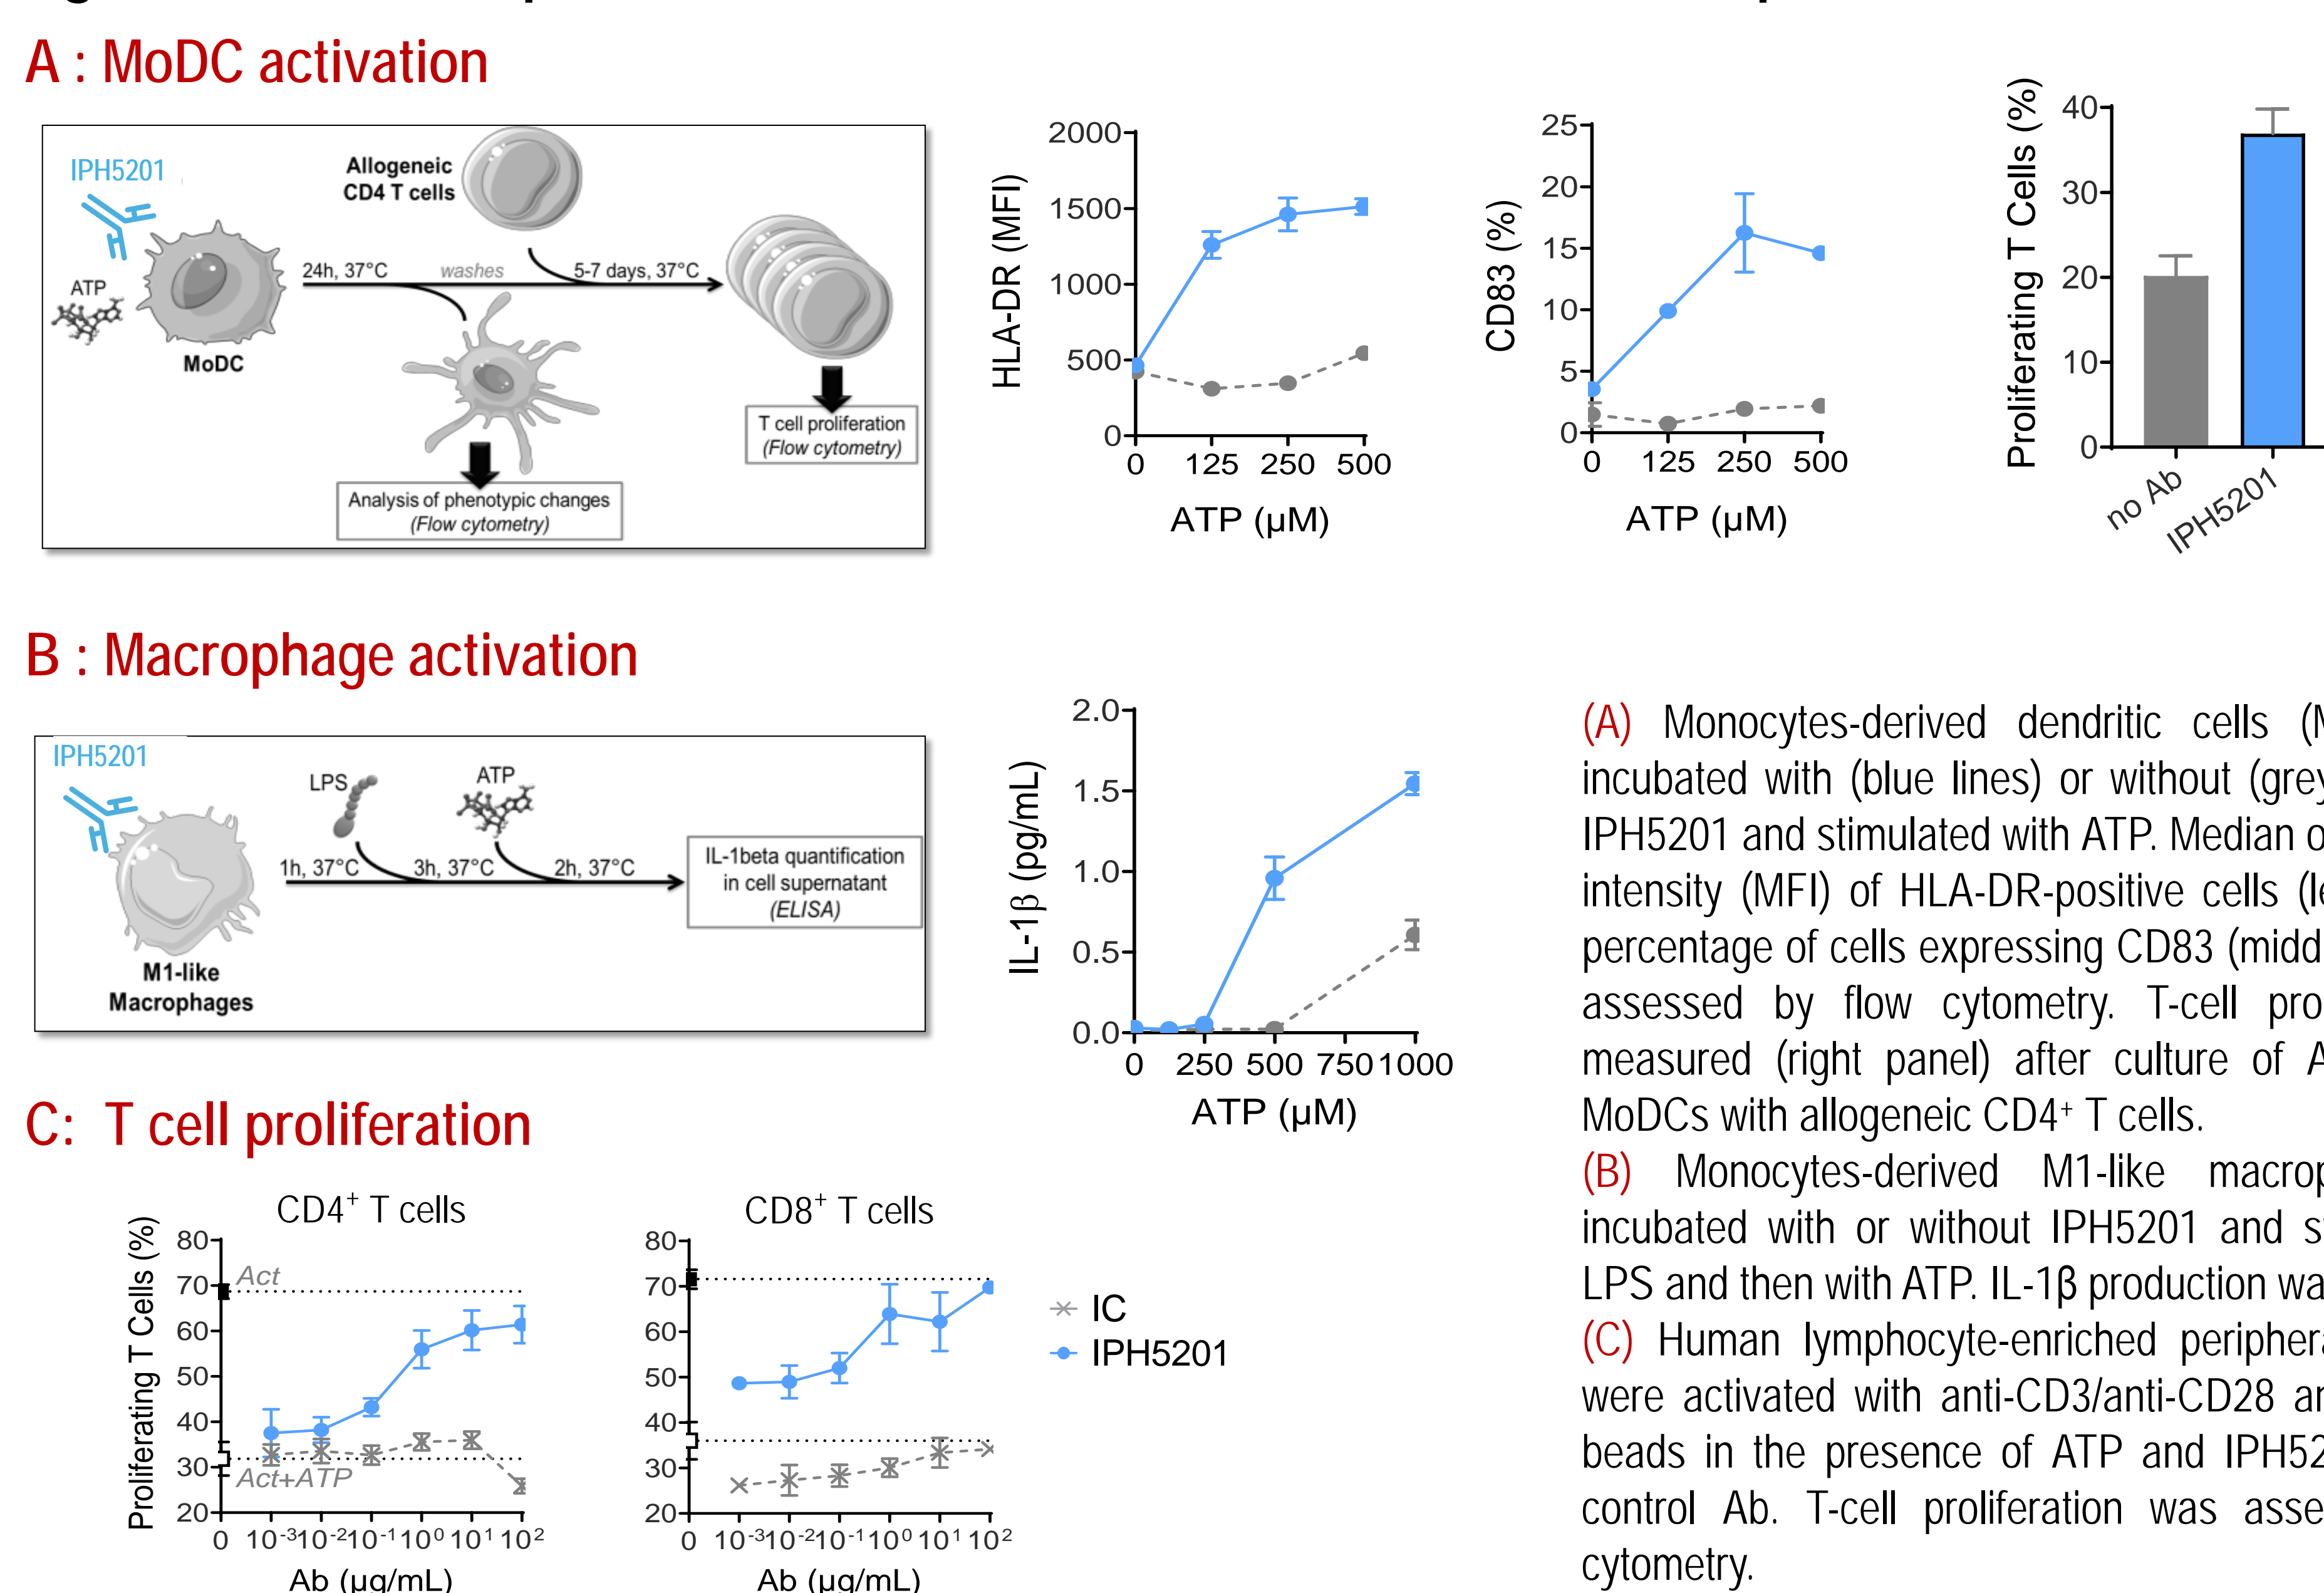 A : MoDC activation
IPH5201
ATP
MoDC
Allogeneic
CD4 T cells
24h, 37°C
washes
5-7 days, 37°C
T cell proliferation
(Flow cytometry)
Analysis of phenotypic changes
(Flow cytometry)
HLA-DR (MFI)
2000
1500
1000
500
0
0 125 250 500
ATP (µM)
CD83 (%)
25
20
15
10
5
0
0 125 250 500
ATP (µM)
Proliferating T Cells (%)
40
30
20
10
0
no Ab
IPH5201
B : Macrophage activation
IPH5201
LPS
ATP
1h, 37°C
3h, 37°C
2h, 37°C
M1-like
Macrophages
IL-1beta quantification
in cell supernatant
(ELISA)
IL-1β (pg/mL)
2.0
1.5
1.0
0.5
0.0
0 250 500 750 1000
ATP (µM)
C: T cell proliferation
CD4⁺ T cells
Proliferating T Cells (%)
80
70
60
50
40
30
20
Act
Act+ATP
0 10⁻³ 10⁻² 10⁻¹ 10⁰ 10¹ 10²
Ab (µg/mL)
CD8⁺ T cells
80
70
60
50
40
30
20
0 10⁻³ 10⁻² 10⁻¹ 10⁰ 10¹ 10²
Ab (µg/mL)
IC
IPH5201
(A) Monocytes-derived dendritic cells
incubated with (blue lines) or without (grey
IPH5201 and stimulated with ATP. Median
intensity (MFI) of HLA-DR-positive cells
percentage of cells expressing CD83
assessed by flow cytometry. T-cell
measured (right panel) after culture of
MoDCs with allogeneic CD4⁺ T cells.
(B) Monocytes-derived M1-like
incubated with or without IPH5201 and
LPS and then with ATP. IL-1β production
(C) Human lymphocyte-enriched
were activated with anti-CD3/anti-CD28
beads in the presence of ATP and
control Ab. T-cell proliferation was
cytometry.